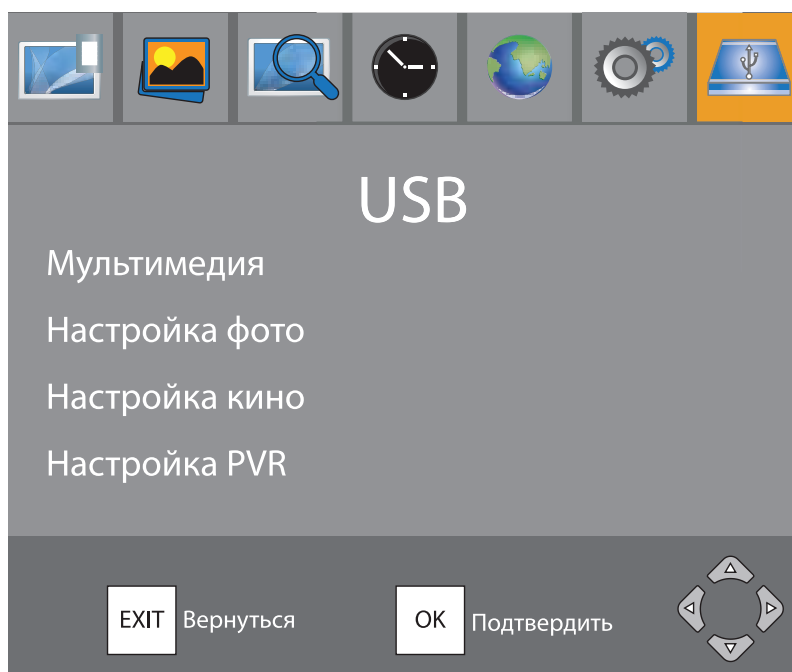 USB
Мультимедия
Настройка фото
Настройка кино
Настройка PVR
EXIT Вернуться OK Подтвердить